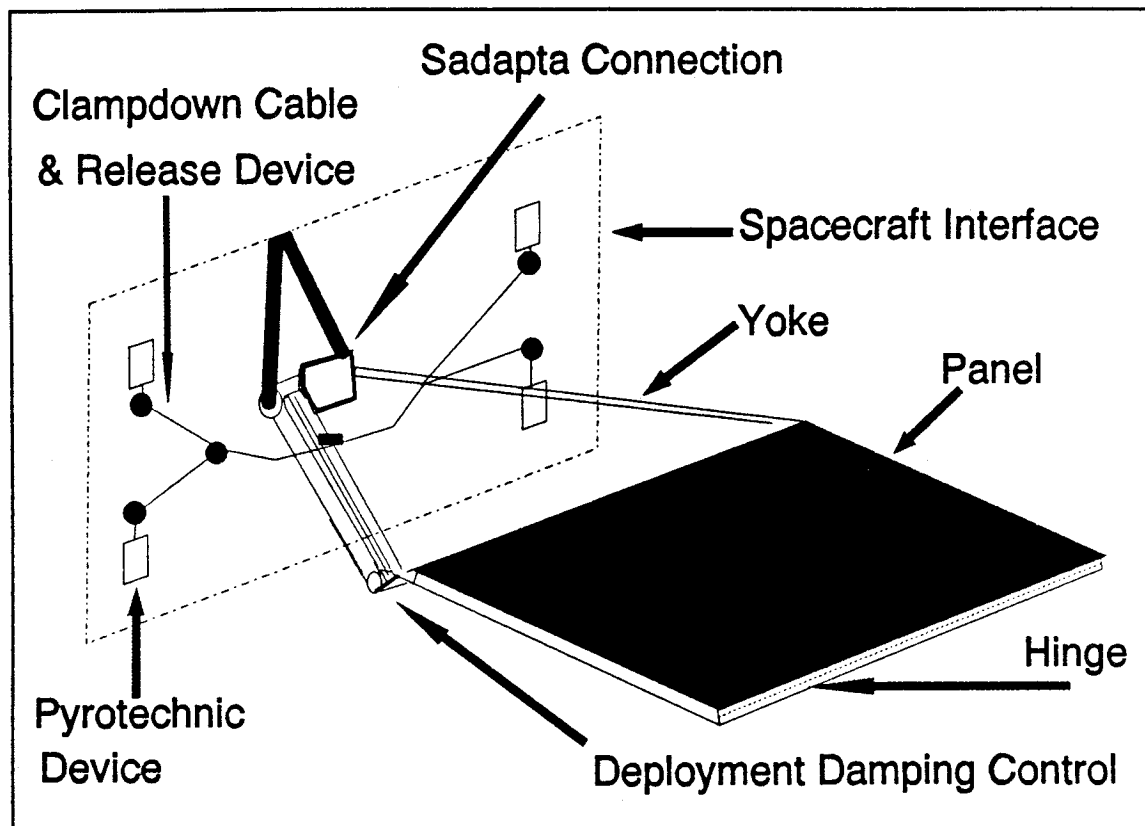 Sadapta Connection
Clampdown Cable
& Release Device
Spacecraft Interface
Yoke
Panel
Hinge
Pyrotechnic
Device
Deployment Damping Control